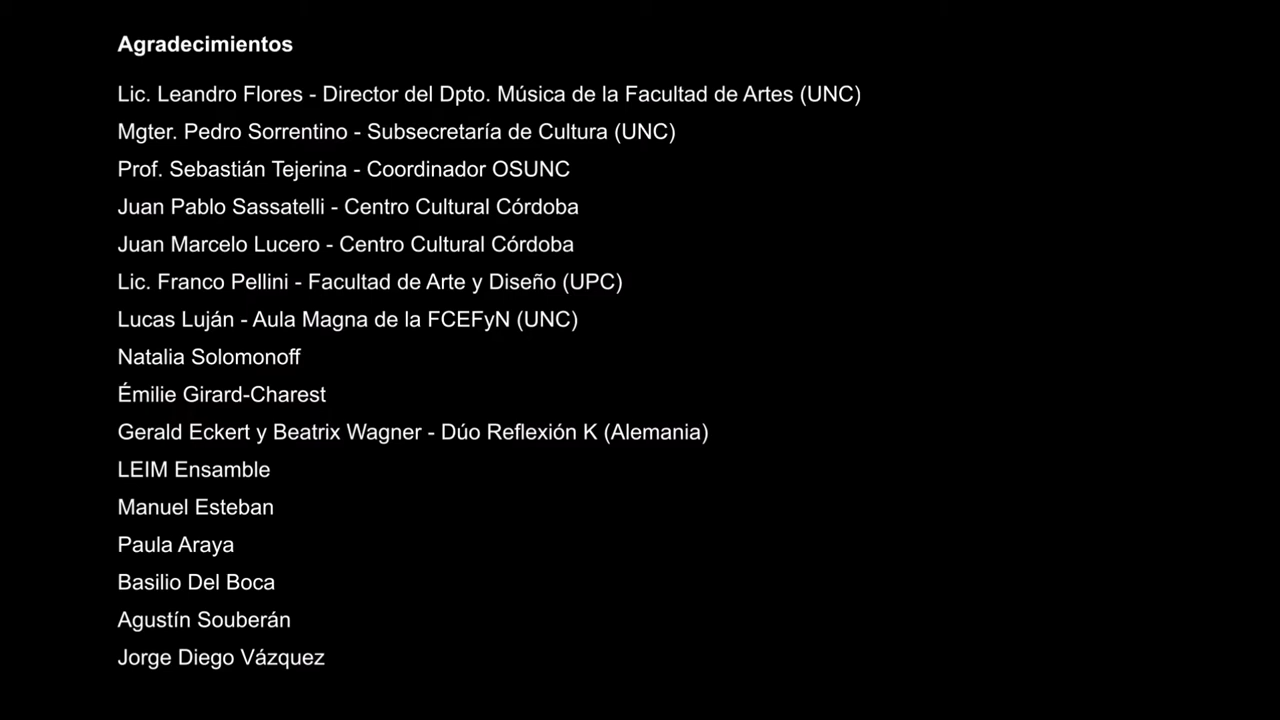 Agradecimientos
Lic. Leandro Flores - Director del Dpto. Música de la Facultad de Artes (UNC)
Mgter. Pedro Sorrentino - Subsecretaría de Cultura (UNC)
Prof. Sebastián Tejerina - Coordinador OSUNC
Juan Pablo Sassatelli - Centro Cultural Córdoba
Juan Marcelo Lucero - Centro Cultural Córdoba
Lic. Franco Pellini - Facultad de Arte y Diseño (UPC)
Lucas Luján - Aula Magna de la FCEFyN (UNC)
Natalia Solomonoff
Émilie Girard-Charest
Gerald Eckert y Beatrix Wagner - Dúo Reflexión K (Alemania)
LEIM Ensamble
Manuel Esteban
Paula Araya
Basilio Del Boca
Agustín Souberán
Jorge Diego Vázquez